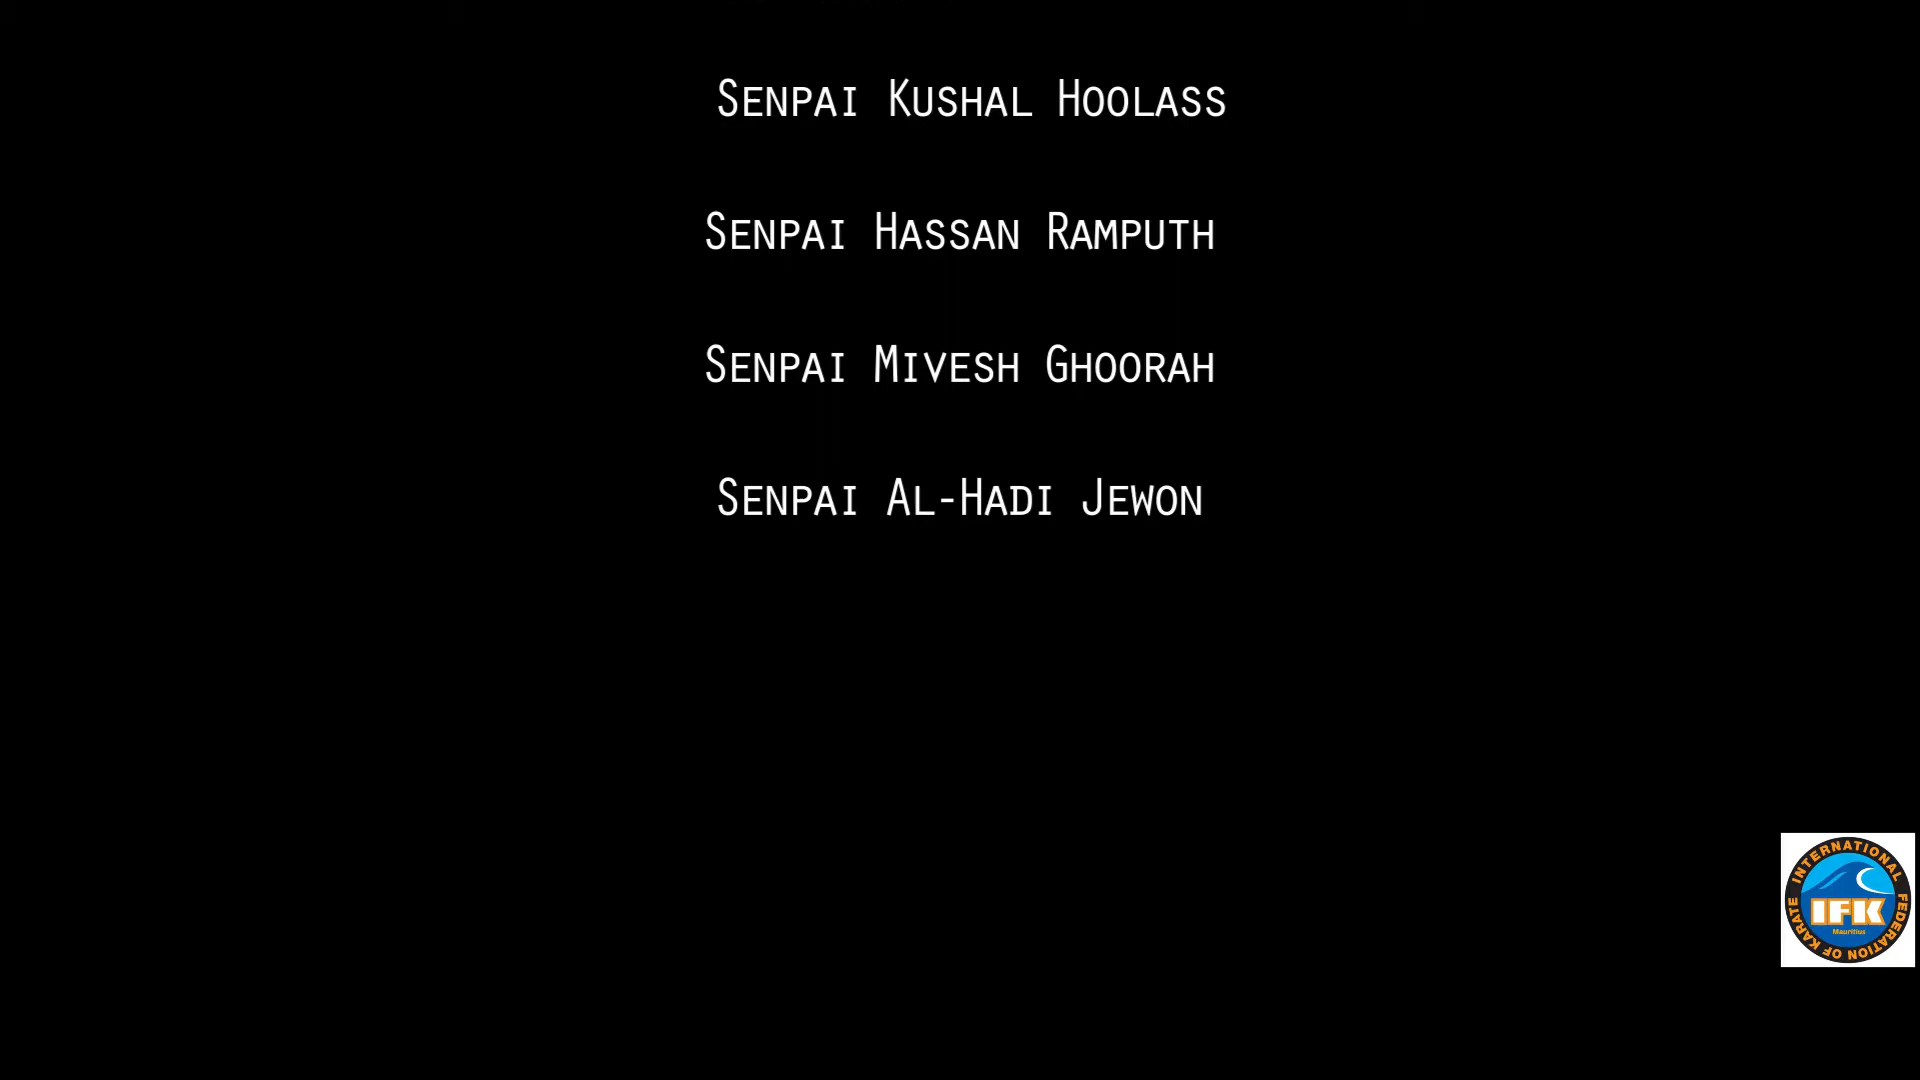 Senpai Kushal Hoolass
Senpai Hassan Ramputh
Senpai Mivesh Ghoorah
Senpai Al-Hadi Jewon
INTERNATIONAL FEDERATION OF KARATE
IFK
Mauritius